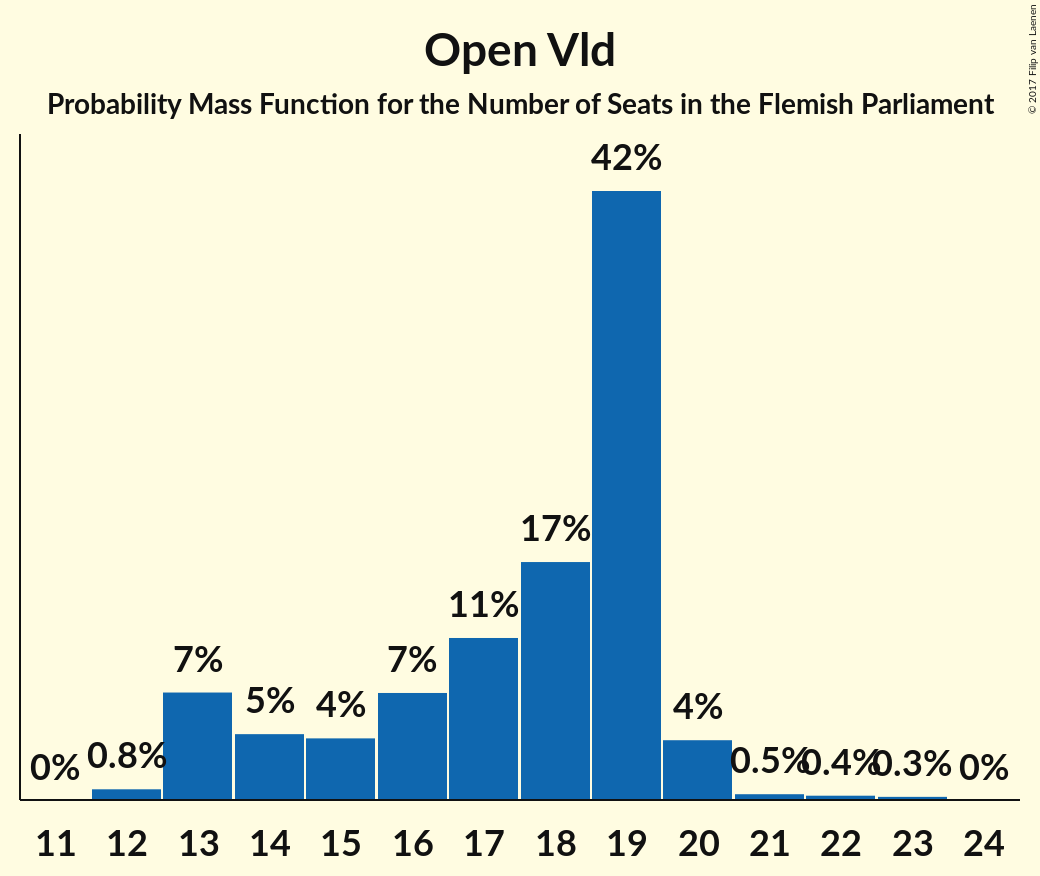 Open Vld
Probability Mass Function for the Number of Seats in the Flemish Parliament
© 2017 Filip van Laenen
0% 0.8% 7% 5% 4% 7% 11% 17% 42% 4% 0.5% 0.4% 0.3% 0%
11 12 13 14 15 16 17 18 19 20 21 22 23 24